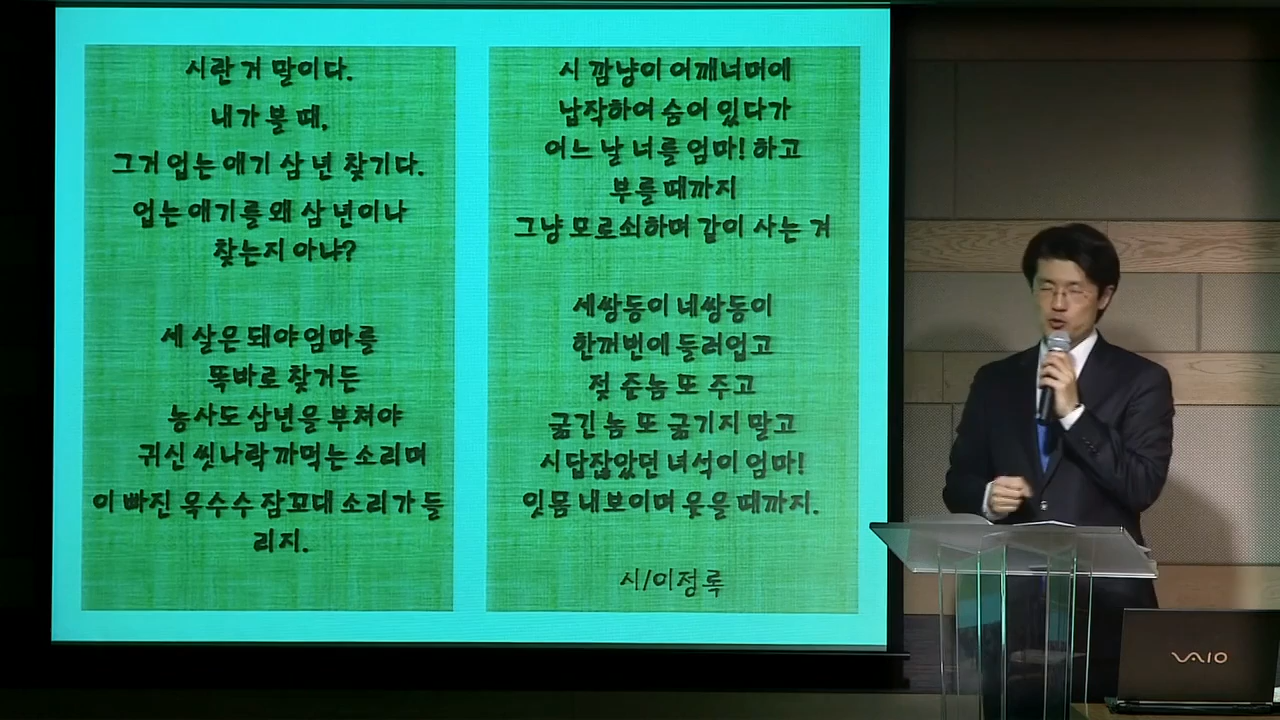 시란 거 말이다.
내가 볼 때,
그거 업는 애기 삼 년 찾기다.
업는 애기를 왜 삼 년이나
찾는지 아냐?
세 살은 돼야 엄마를
똑바로 찾거든
농사도 삼년을 부쳐야
귀신 씻나락 까먹는 소리며
이 빠진 옥수수 잠꼬대 소리가 들
리지.
시 깜냥이 어깨너머에
납작하여 숨어 있다가
어느 날 너를 엄마! 하고
부를 때까지
그냥 모르쇠하며 같이 사는 겨
세쌍둥이 네쌍둥이
한꺼번에 둘러업고
젖 준놈 또 주고
굶긴 놈 또 굶기지 말고
시답잖았던 녀석이 엄마!
잇몸 내보이며 웃을 때까지.
시/이정록
VAIO